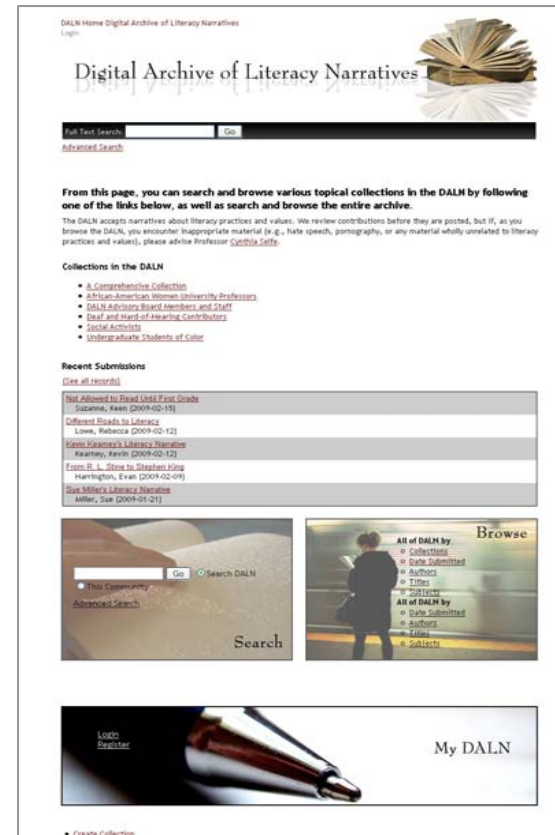 DALN Home Digital Archive of Literacy Narratives
Login
Digital Archive of Literacy Narratives
Full Text Search: Go
Advanced Search
From this page, you can search and browse various topical collections in the DALN by following
one of the links below, as well as search and browse the entire archive.
The DALN accepts narratives about literacy practices and values. We review contributions before they are posted, but if, as you
browse the DALN, you encounter inappropriate material (e.g., hate speech, pornography, or any material wholly unrelated to literacy
practices and values), please advise Professor Cynthia Selfe.
Collections in the DALN
A Comprehensive Collection
African-American Women University Professors
DALN Advisory Board Members and Staff
Deaf and Hard-of-Hearing Contributors
Social Activists
Undergraduate Students of Color
Recent Submissions
(See all records)
Not Allowed to Read Until First Grade
Suzanne, Keen (2009-02-15)
Different Roads to Literacy
Lowe, Rebecca (2009-02-12)
Kevin Kearney's Literacy Narrative
Kearney, Kevin (2009-02-12)
From R. L. Stine to Stephen King
Harrington, Evan (2009-02-09)
Sue Miller's Literacy Narrative
Miller, Sue (2009-01-21)
Go Search DALN
This Community
Advanced Search
Search
Browse
All of DALN by
Collections
Date Submitted
Authors
Titles
Subjects
All of DALN by
Date Submitted
Authors
Titles
Subjects
Login
Register
My DALN
Create Collection